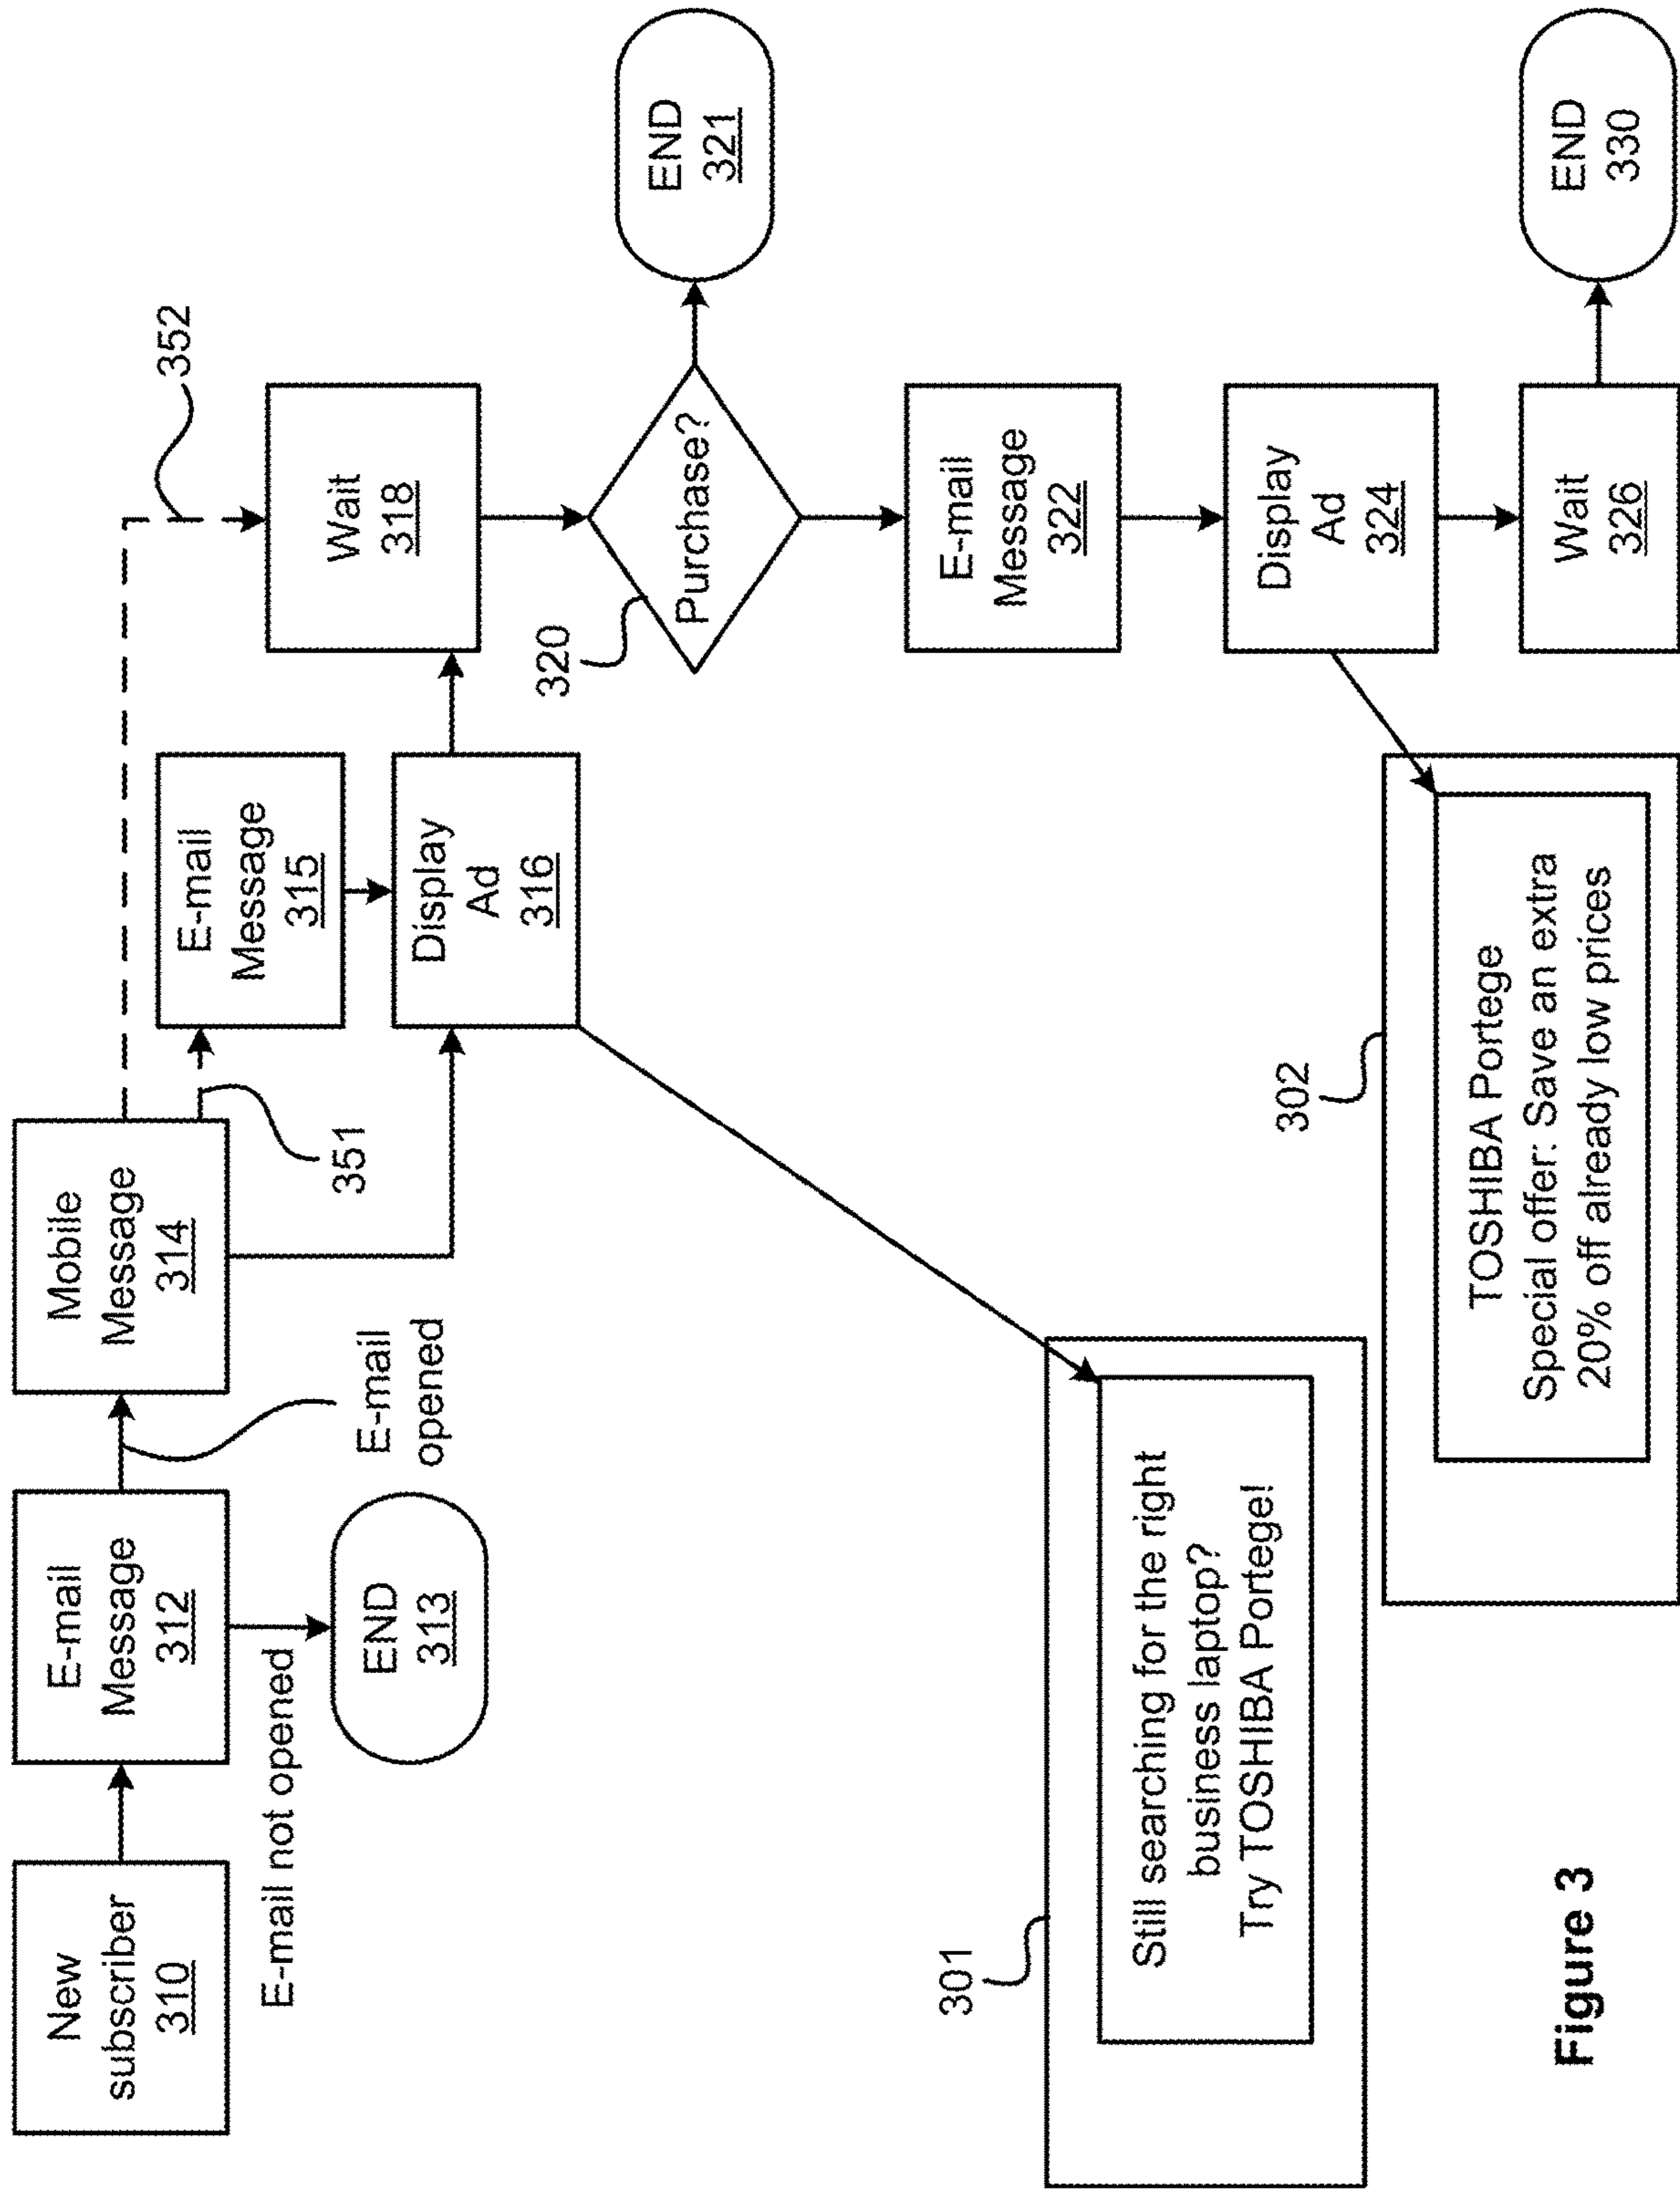 New
subscriber
310
E-mail
Message
312
Mobile
Message
314
352
E-mail not opened
E-mail
opened
351
E-mail
Message
315
Wait
318
END
313
Display
Ad
316
320
Purchase?
END
321
E-mail
Message
322
301
Still searching for the right
business laptop?
Try TOSHIBA Portege!
Display
Ad
324
302
TOSHIBA Portege
Special offer: Save an extra
20% off already low prices
Wait
326
END
330
Figure 3